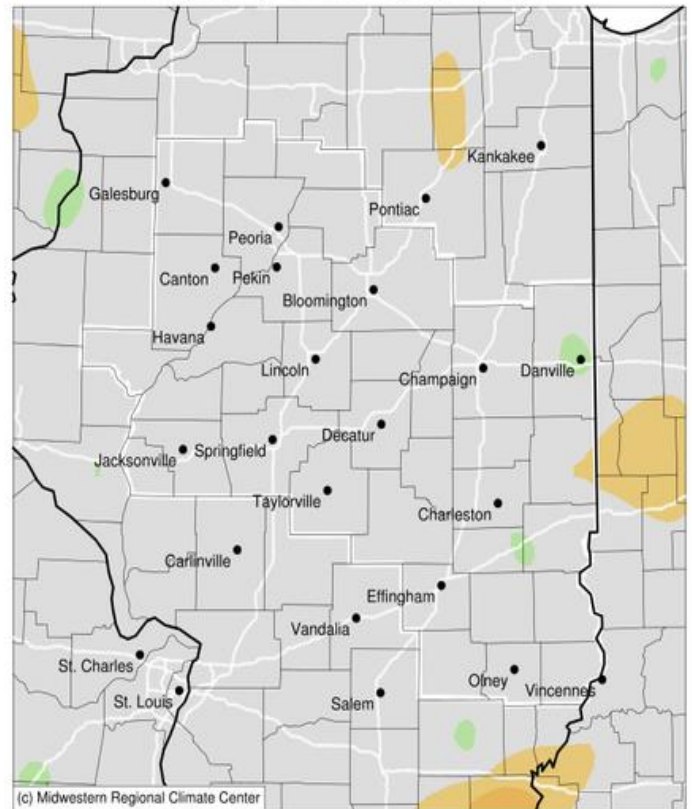 Kankakee
Galesburg
Pontiac
Peoria
Canton
Pekin
Bloomington
Havana
Lincoln
Champaign
Danville
Decatur
Springfield
Jacksonville
Taylorville
Charleston
Carlinville
Effingham
Vandalia
St. Charles
Olney
Vincennes
St. Louis
Salem
(c) Midwestern Regional Climate Center